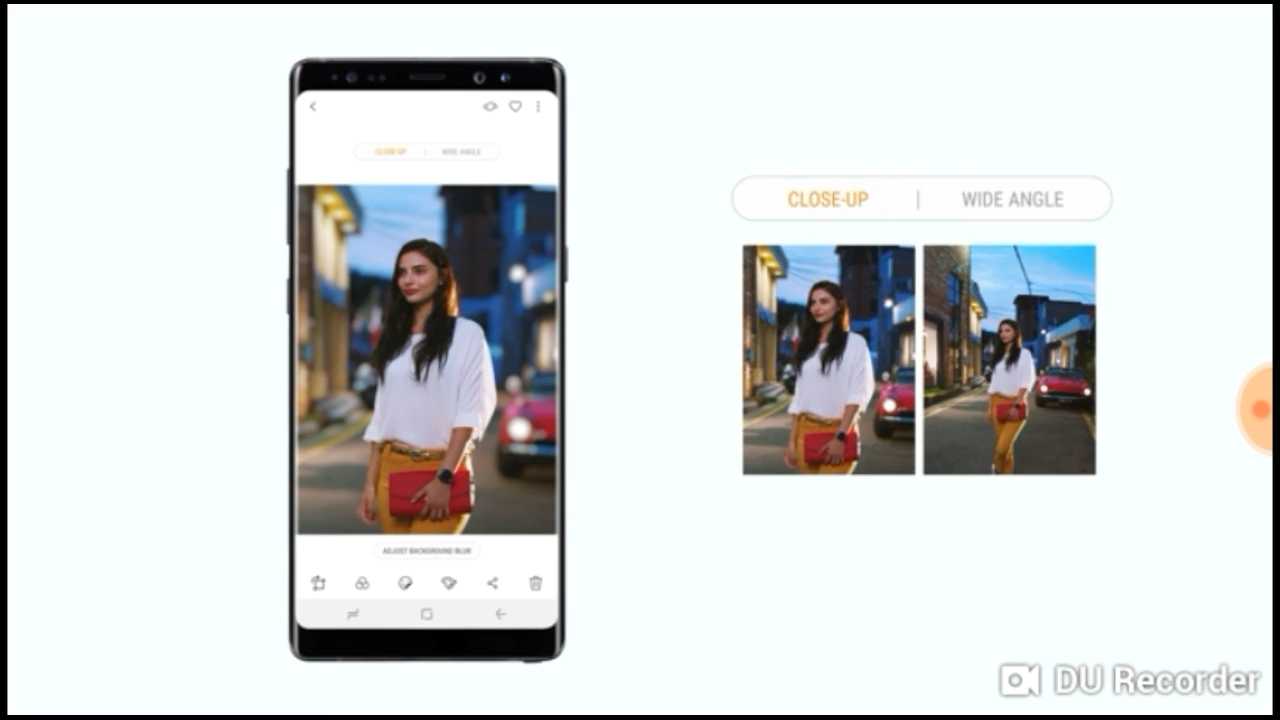 CLOSE-UP | WIDE ANGLE
ADJUST BACKGROUND BLUR
CLOSE-UP | WIDE ANGLE
DU Recorder